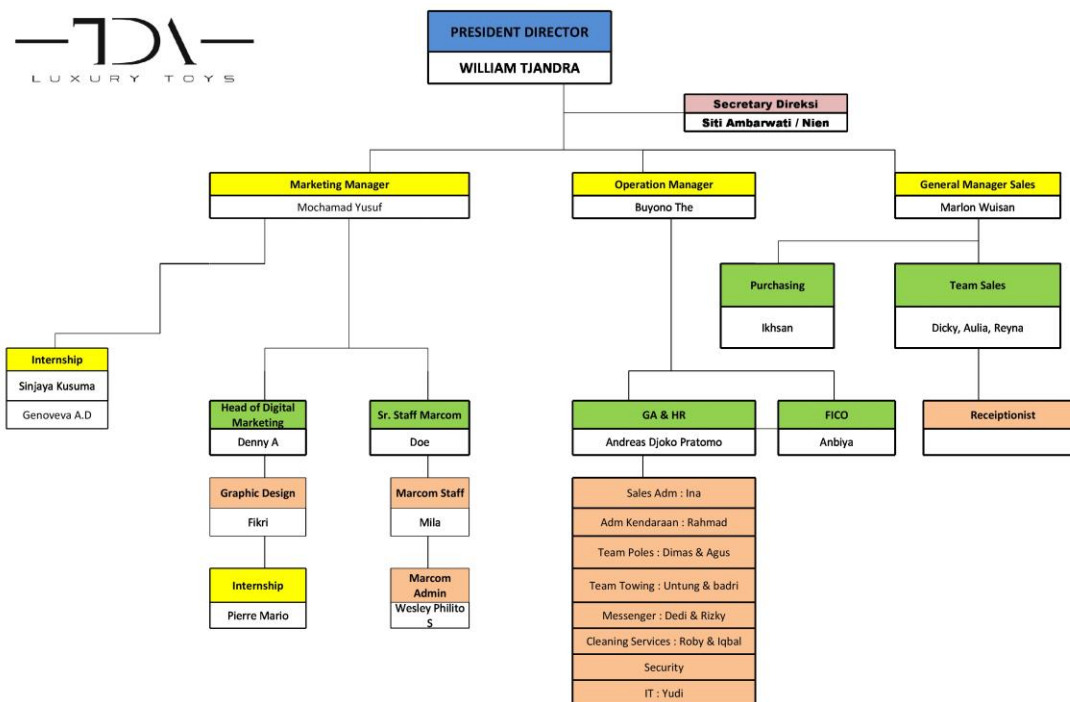 TDA
LUXURY TOYS
PRESIDENT DIRECTOR
WILLIAM TJANDRA
Secretary Direksi
Siti Ambarwati / Nien
Marketing Manager
Mochamad Yusuf
Operation Manager
Buyono The
General Manager Sales
Marlon Wuisan
Purchasing
Ikhsan
Team Sales
Dicky, Aulia, Reyna
Internship
Sinjaya Kusuma
Genoveva A.D
Head of Digital
Marketing
Denny A
Sr. Staff Marcom
Doe
GA & HR
Andreas Djoko Pratomo
FICO
Anbiya
Receiptionist
Graphic Design
Fikri
Marcom Staff
Mila
Internship
Pierre Mario
Marcom
Admin
Wesley Philito
S
Sales Adm : Ina
Adm Kendaraan : Rahmad
Team Poles : Dimas & Agus
Team Towing : Untung & badri
Messenger : Dedi & Rizky
Cleaning Services : Roby & Iqbal
Security
IT : Yudi